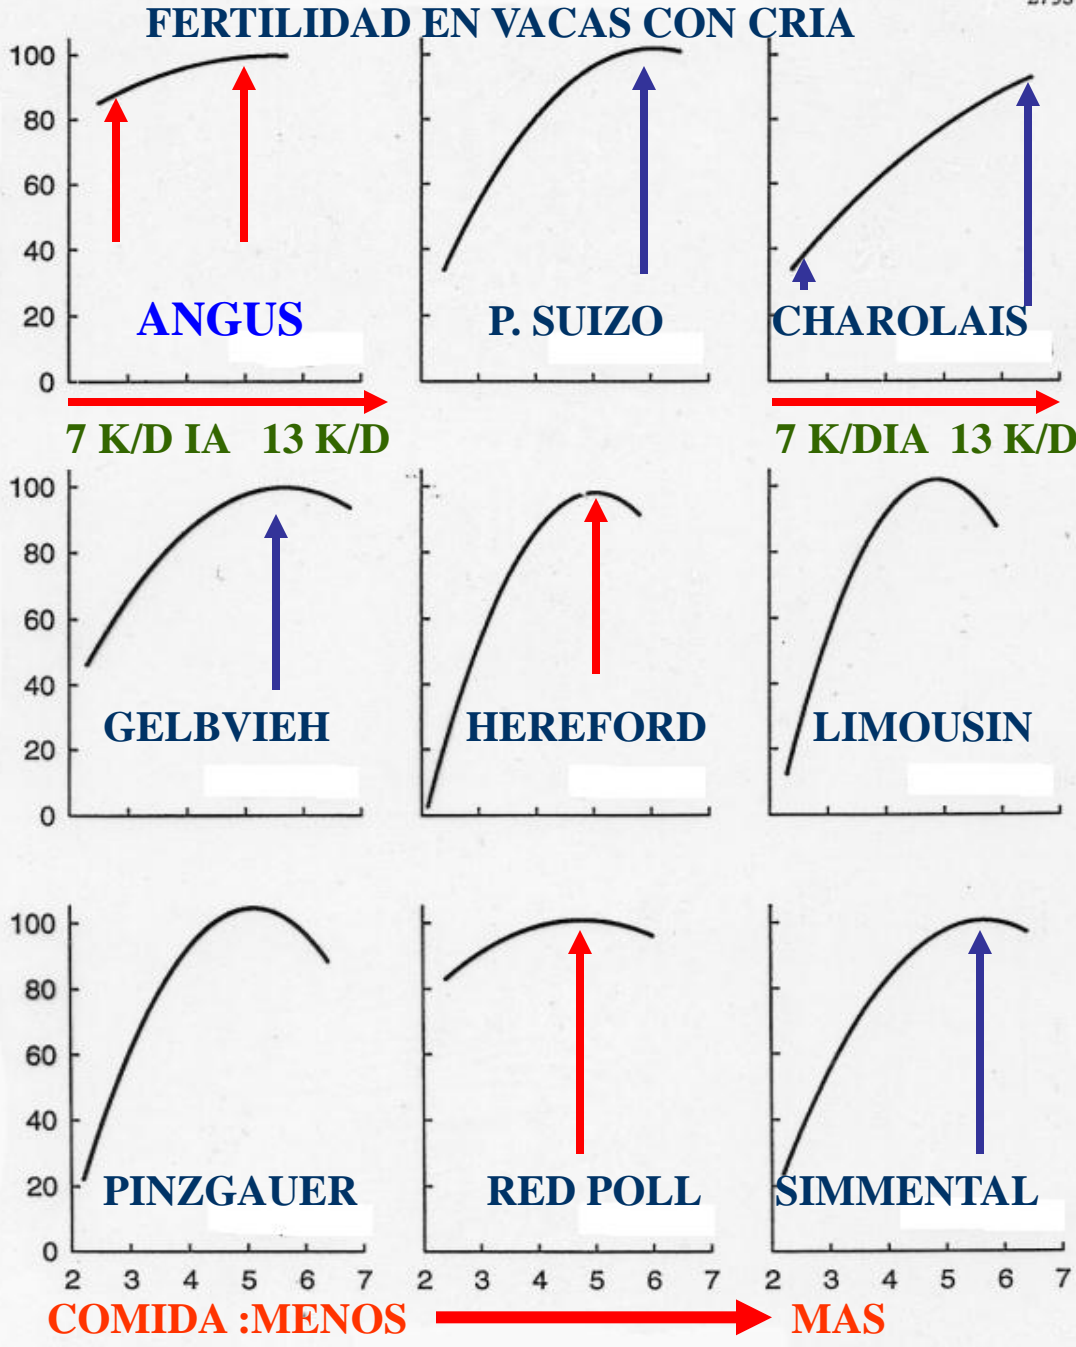 FERTILIDAD EN VACAS CON CRIA
100
80
60
40
20
0
ANGUS
P. SUIZO
CHAROLAIS
7 K/D IA 13 K/D
7 K/DIA 13 K/D
100
80
60
40
20
0
GELBVIEH
HEREFORD
LIMOUSIN
100
80
60
40
20
0
PINZGAUER
RED POLL
SIMMENTAL
2 3 4 5 6 7
2 3 4 5 6 7
2 3 4 5 6 7
COMIDA :MENOS MAS